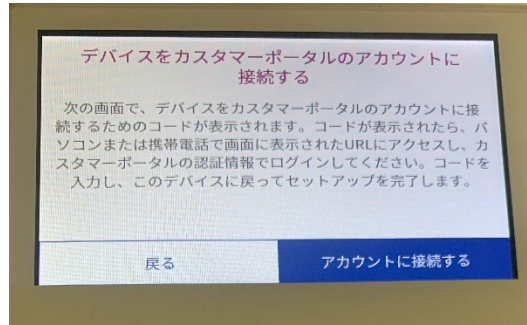 デバイスをカスタマーポータルのアカウントに
接続する
次の画面で、デバイスをカスタマーポータルのアカウントに接
続するためのコードが表示されます。コードが表示されたら、パ
ソコンまたは携帯電話で画面に表示されたURLにアクセスし、カ
スタマーポータルの認証情報でログインしてください。コードを
入力し、このデバイスに戻ってセットアップを完了します。
戻る
アカウントに接続する